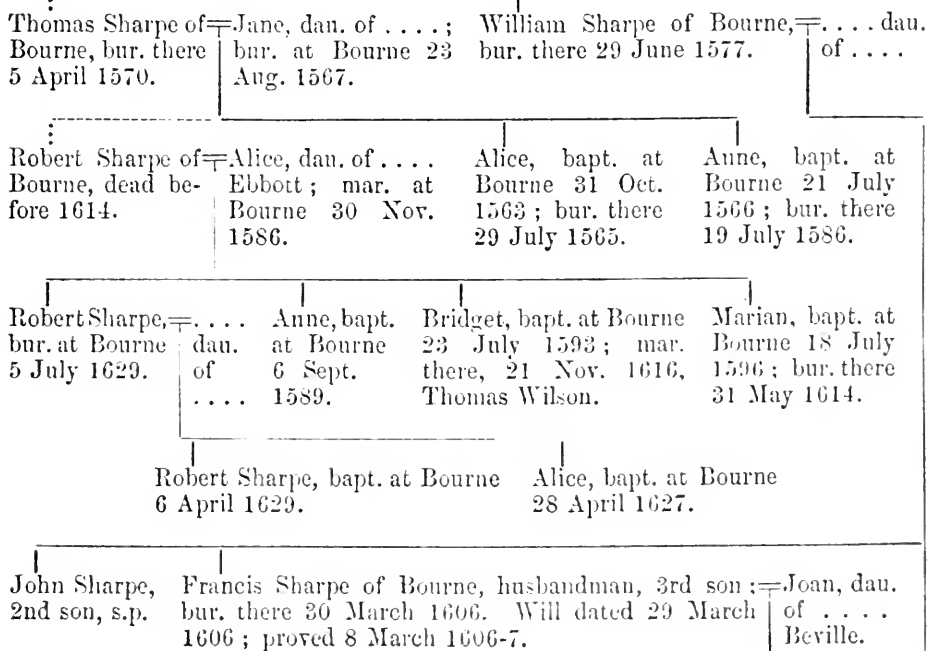 Thomas Sharpe of=Jane, dau. of . . . . ;
Bourne, bur. there bur. at Bourne 23
5 April 1570. Aug. 1567.
William Sharpe of Bourne,=. . . . dau.
bur. there 29 June 1577. of . . . .
Robert Sharpe of=Alice, dau. of . . . .
Bourne, dead be- Ebbott ; mar. at
fore 1614. Bourne 30 Nov.
1586.
Alice, bapt. at
Bourne 31 Oct.
1563 ; bur. there
29 July 1565.
Anne, bapt. at
Bourne 21 July
1566 ; bur. there
19 July 1586.
Robert Sharpe,=. . . .
bur. at Bourne dau.
5 July 1629. of
. . . .
Anne, bapt.
at Bourne
6 Sept.
1589.
Bridget, bapt. at Bourne
23 July 1593 ; mar.
there, 21 Nov. 1616,
Thomas Wilson.
Marian, bapt. at
Bourne 18 July
1596 ; bur. there
31 May 1614.
Robert Sharpe, bapt. at Bourne
6 April 1629.
Alice, bapt. at Bourne
28 April 1627.
John Sharpe,
2nd son, s.p.
Francis Sharpe of Bourne, husbandman, 3rd son ;=Joan, dau.
bur. there 30 March 1606. Will dated 29 March of . . . .
1606 ; proved 8 March 1606-7. Beville.